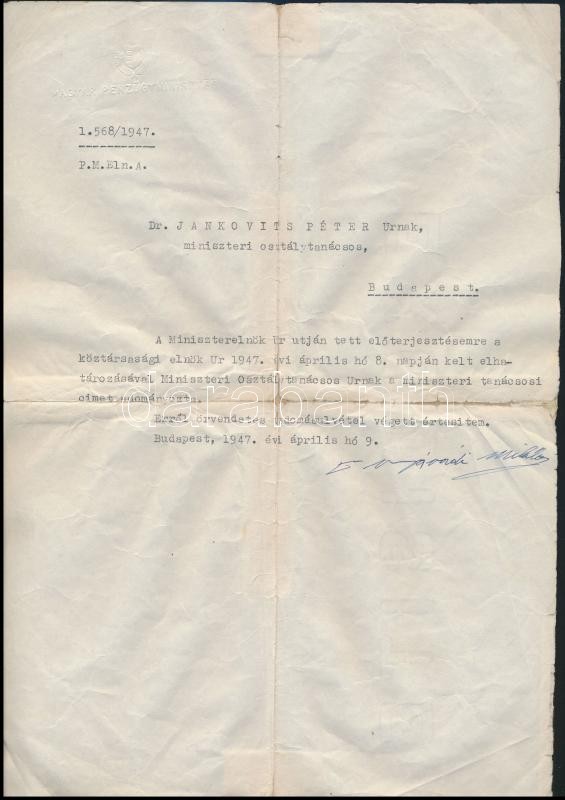 MAGYAR PÉNZÜGYMINISZTER
1.568/1947.
P.M.Eln.A.
Dr. JANKOVITS PÉTER Urnak,
miniszteri osztálytanácsos,
Budapest.
A Miniszterelnök Ur utján tett előterjesztésemre a
köztársasági elnök Ur 1947. évi április hó 8. napján kelt elha-
tározásával Miniszteri Osztálytanácsos Urnak a miniszteri tanácsosi
cimet adományozta.
Erről örvendetes tudomásulvétel végett értesitem.
Budapest, 1947. évi április hó 9.
Miklós
darabanth